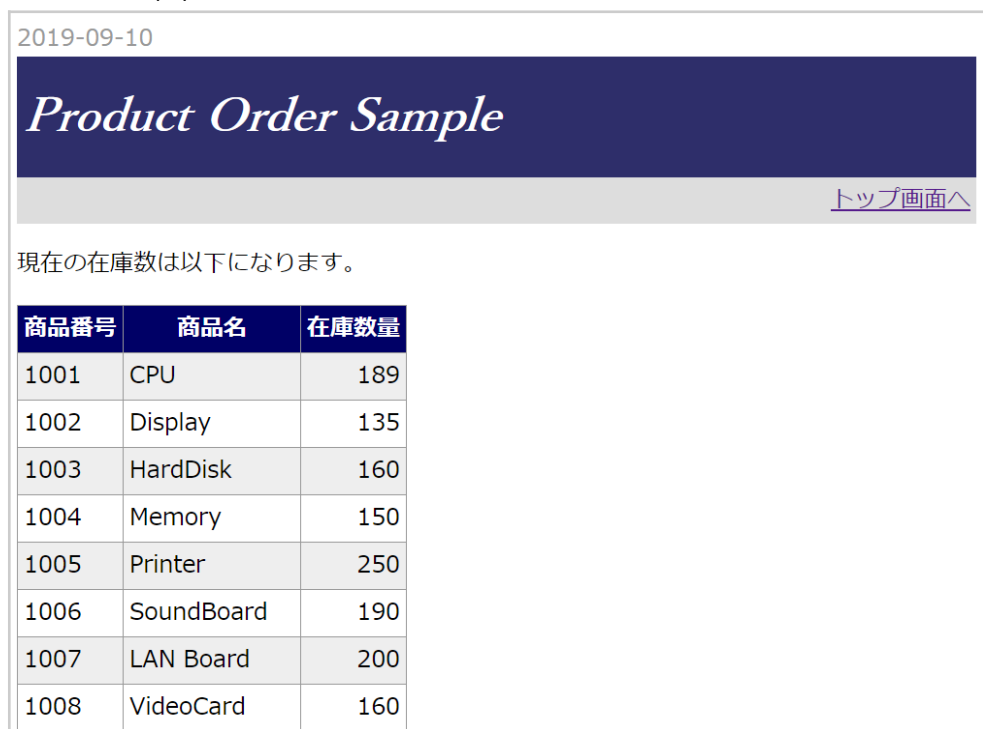 2019-09-10
Product Order Sample
トップ画面へ
現在の在庫数は以下になります。
商品番号 商品名 在庫数量
1001 CPU 189
1002 Display 135
1003 HardDisk 160
1004 Memory 150
1005 Printer 250
1006 SoundBoard 190
1007 LAN Board 200
1008 VideoCard 160